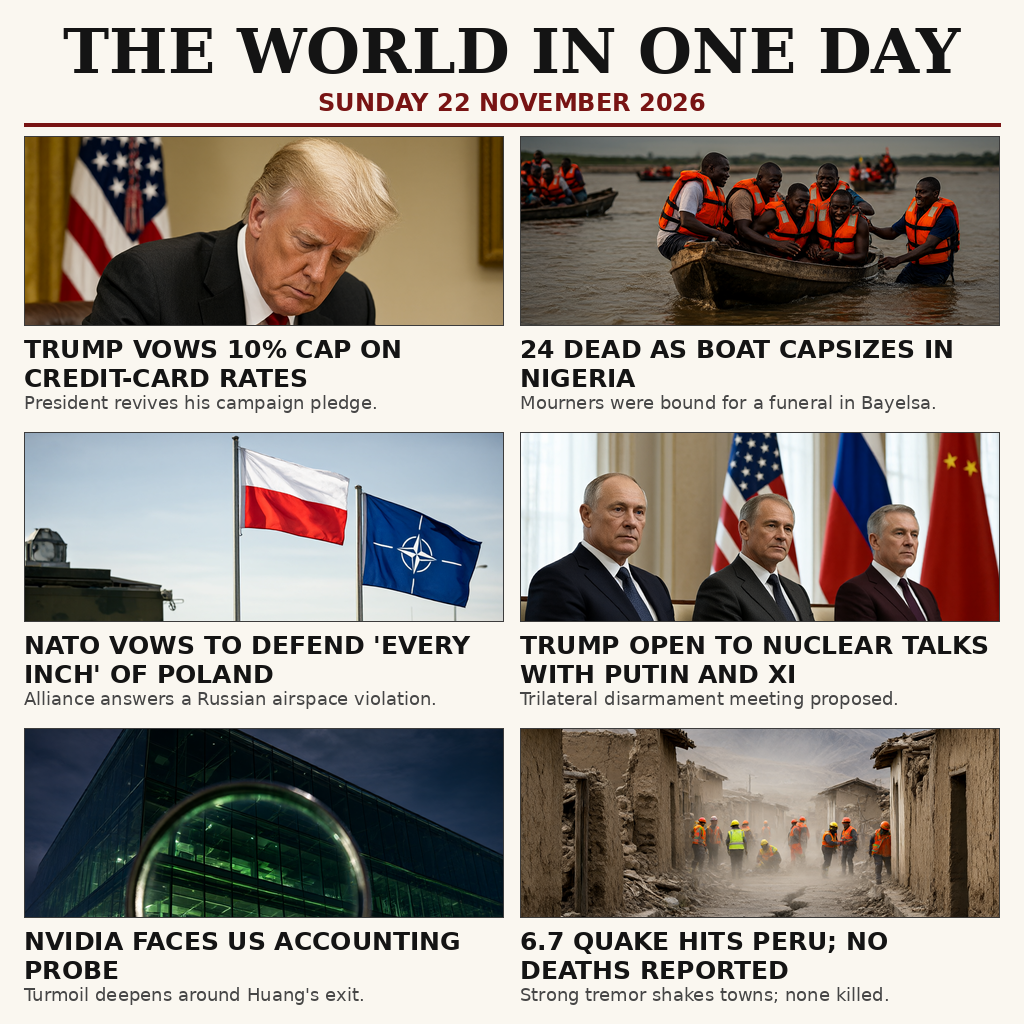 THE WORLD IN ONE DAY
SUNDAY 22 NOVEMBER 2026
TRUMP VOWS 10% CAP ON
CREDIT-CARD RATES
President revives his campaign pledge.
24 DEAD AS BOAT CAPSIZES IN
NIGERIA
Mourners were bound for a funeral in Bayelsa.
NATO VOWS TO DEFEND 'EVERY
INCH' OF POLAND
Alliance answers a Russian airspace violation.
TRUMP OPEN TO NUCLEAR TALKS
WITH PUTIN AND XI
Trilateral disarmament meeting proposed.
NVIDIA FACES US ACCOUNTING
PROBE
Turmoil deepens around Huang's exit.
6.7 QUAKE HITS PERU; NO
DEATHS REPORTED
Strong tremor shakes towns; none killed.